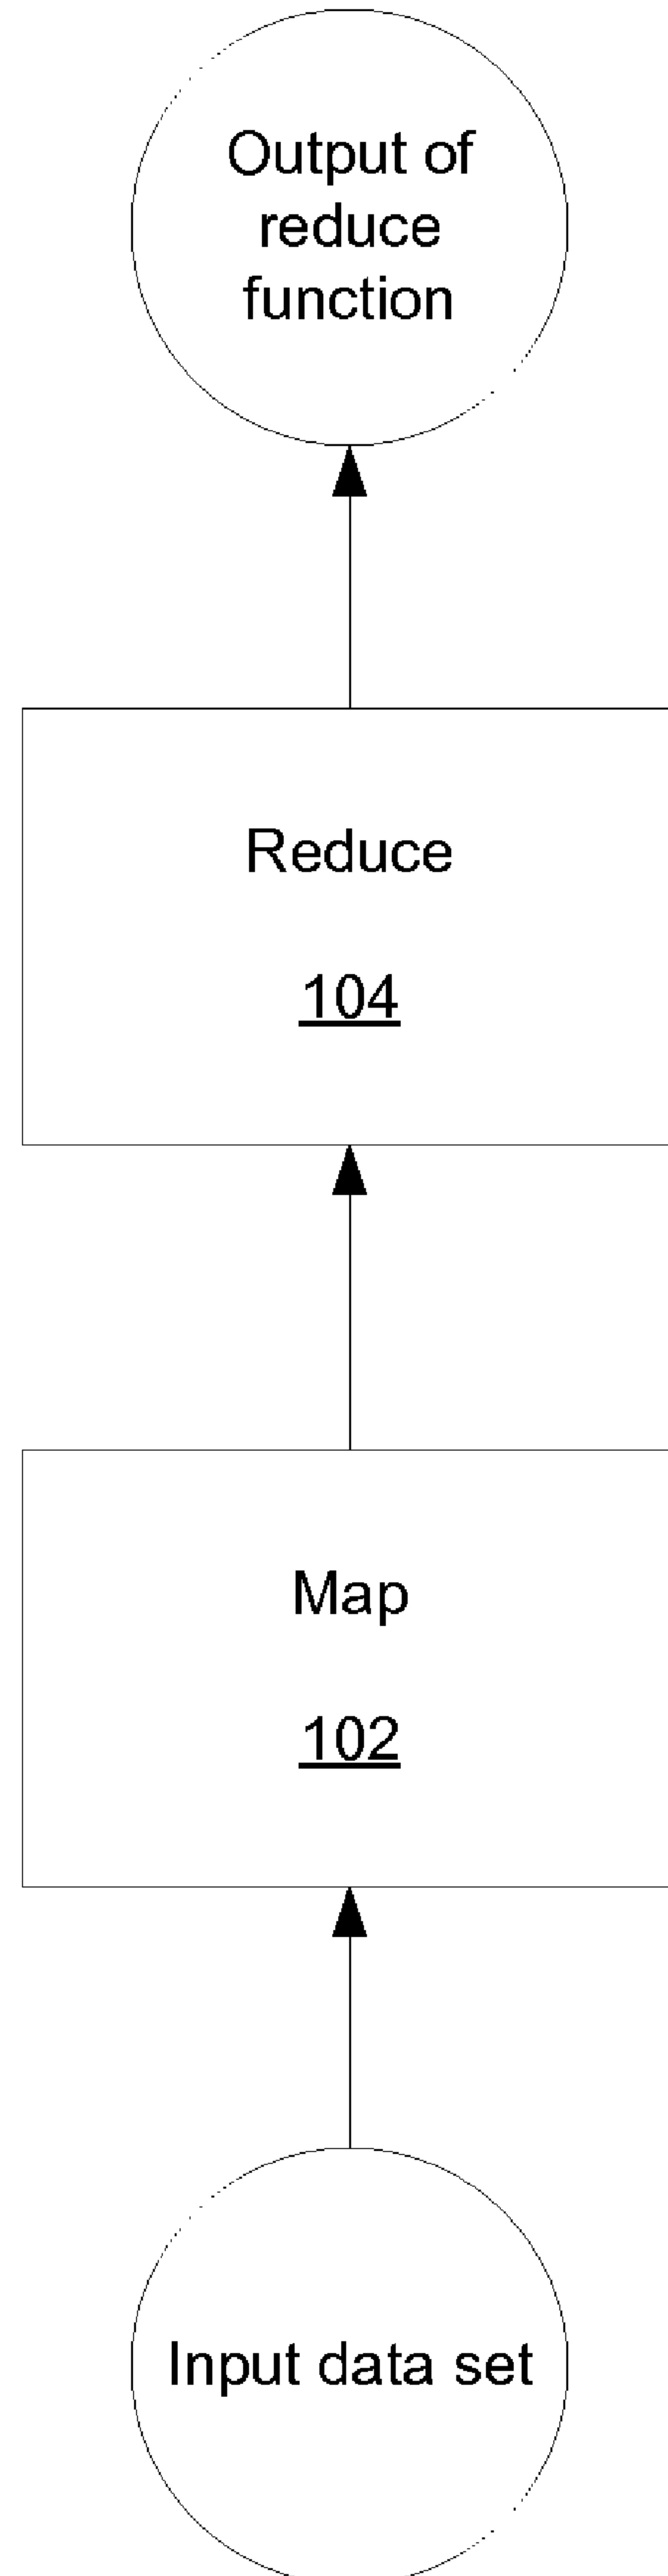 Output of
reduce
function
Reduce
104
Map
102
Input data set